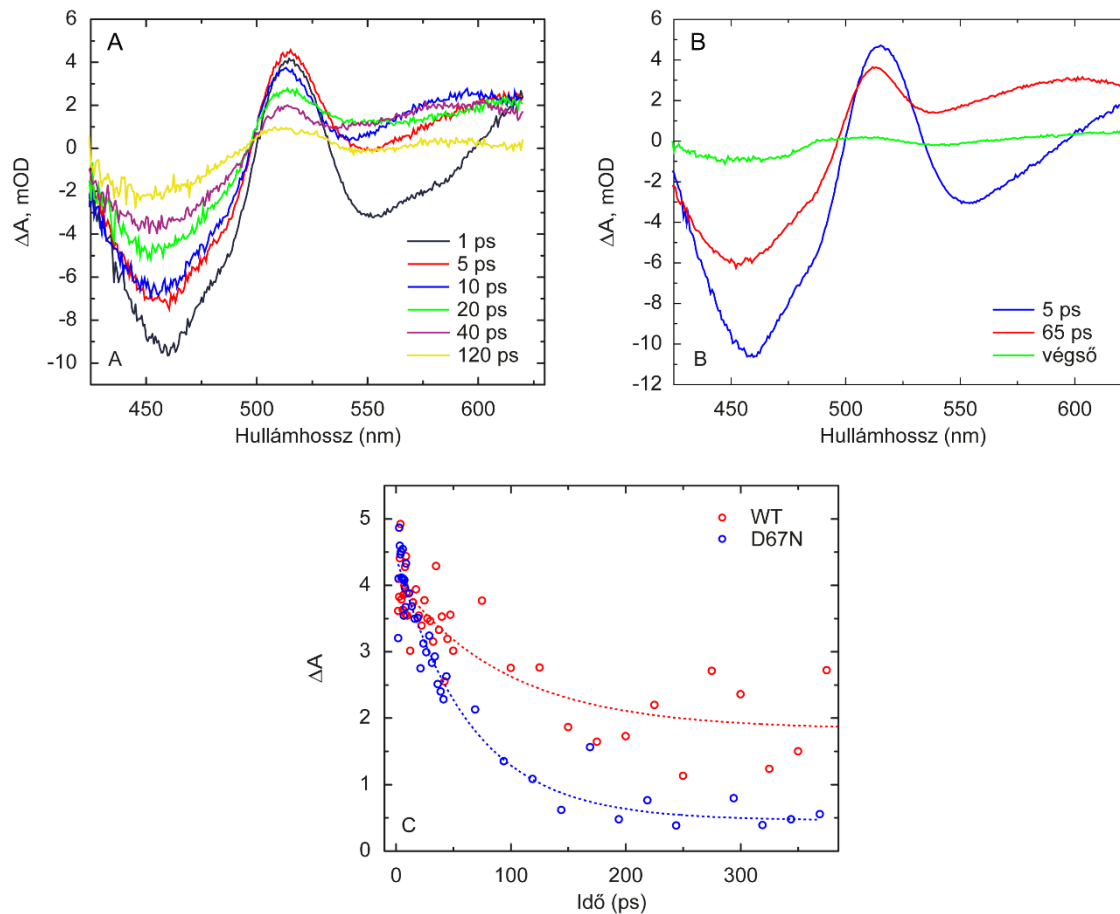 A
ΔA, mOD
4
2
0
-2
-4
-6
-8
-10
1 ps
5 ps
10 ps
20 ps
40 ps
120 ps
A
450 500 550 600
Hullámhossz (nm)
B
ΔA, mOD
6
4
2
0
-2
-4
-6
-8
-10
-12
5 ps
65 ps
végső
B
450 500 550 600
Hullámhossz (nm)
ΔA
5
4
3
2
1
0
WT
D67N
C
0 100 200 300
Idő (ps)